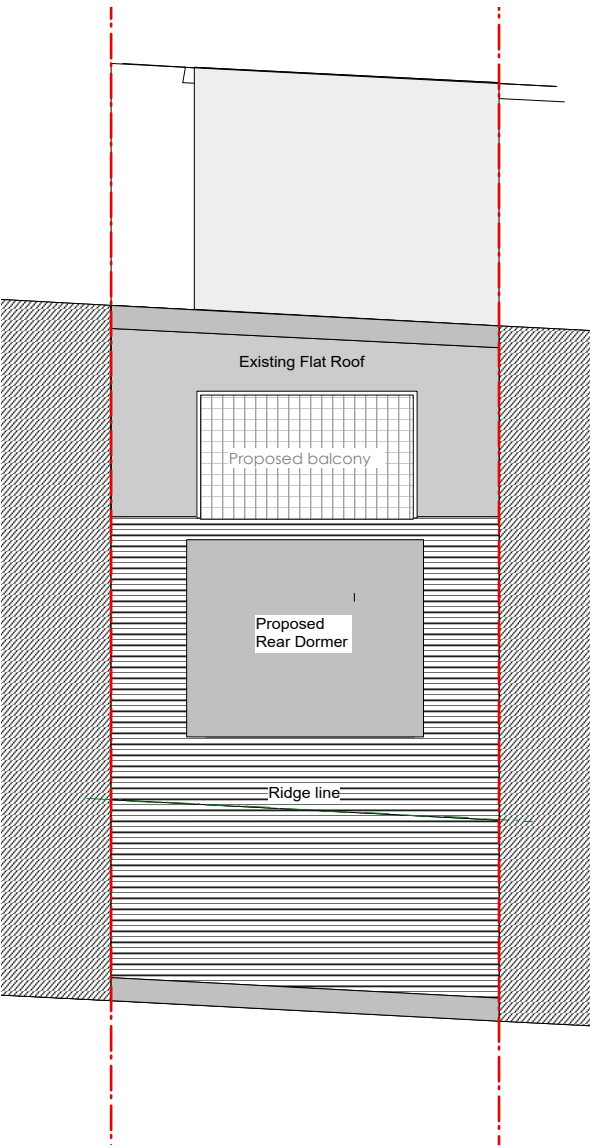 Existing Flat Roof
Proposed balcony
Proposed
Rear Dormer
Ridge line